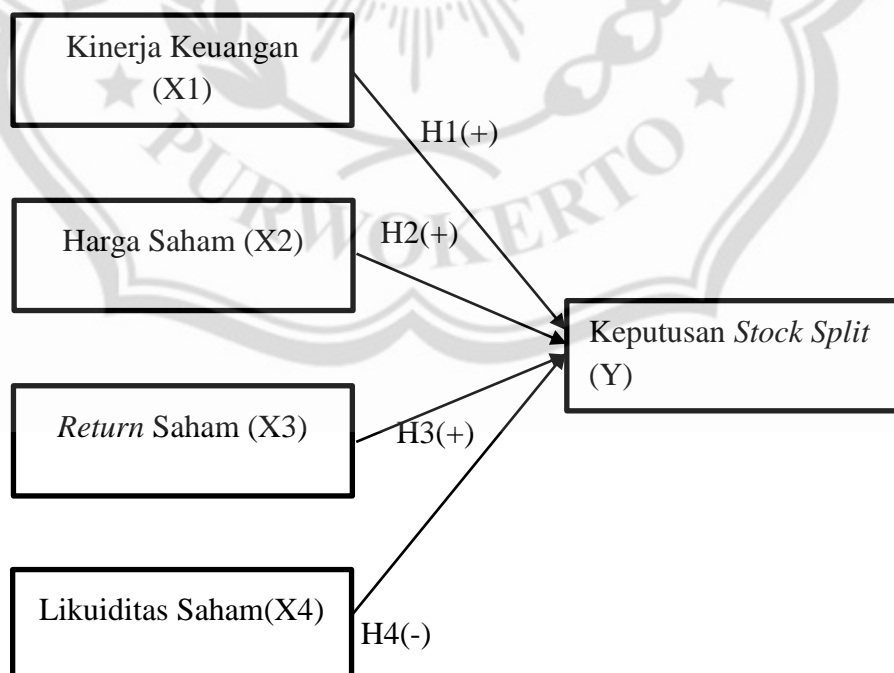 Kinerja Keuangan
(X1)
H1(+)
PURWOKERTO
Harga Saham (X2)
H2(+)
Keputusan Stock Split
(Y)
Return Saham (X3)
H3(+)
Likuiditas Saham(X4)
H4(-)